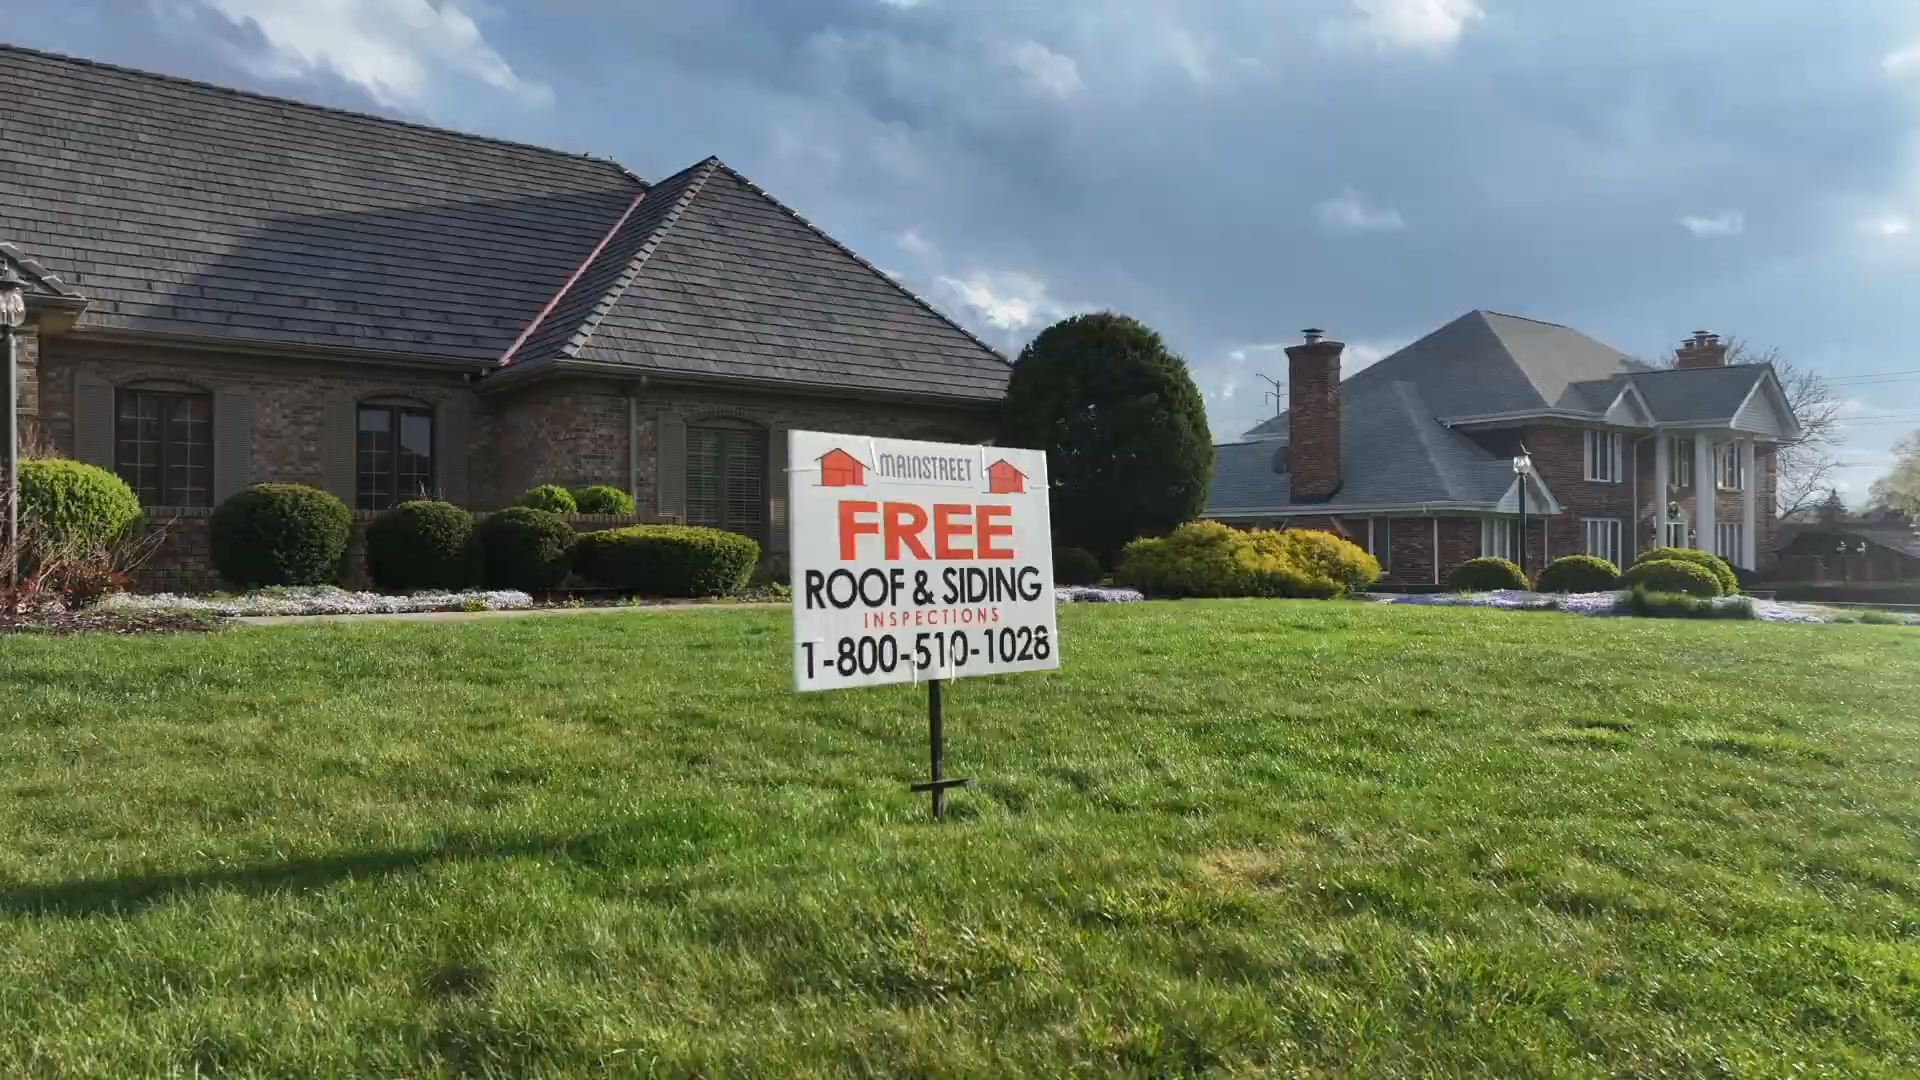 MAINSTREET
FREE
ROOF & SIDING
INSPECTIONS
1-800-510-1028